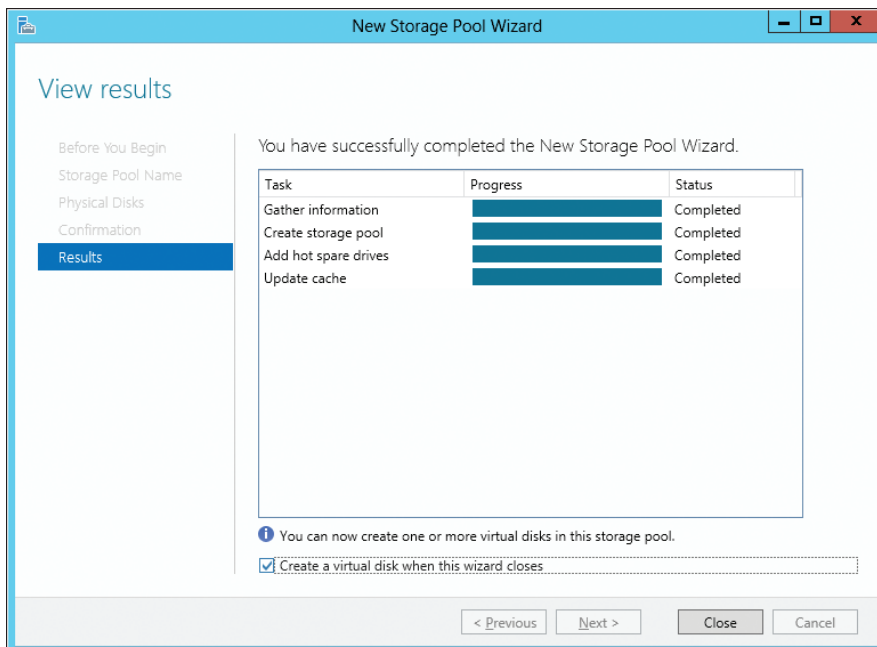 New Storage Pool Wizard
View results
Before You Begin
Storage Pool Name
Physical Disks
Confirmation
Results
You have successfully completed the New Storage Pool Wizard.
Task Progress Status
Gather information Completed
Create storage pool Completed
Add hot spare drives Completed
Update cache Completed
You can now create one or more virtual disks in this storage pool.
Create a virtual disk when this wizard closes
< Previous Next > Close Cancel